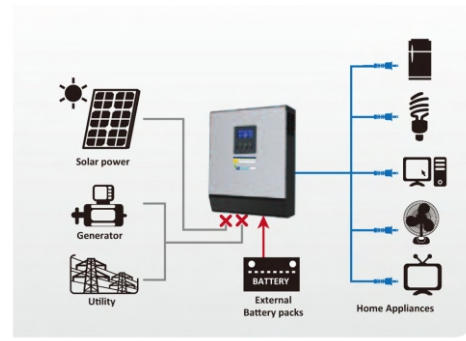 Solar power
Generator
Utility
BATTERY
External
Battery packs
Home Appliances